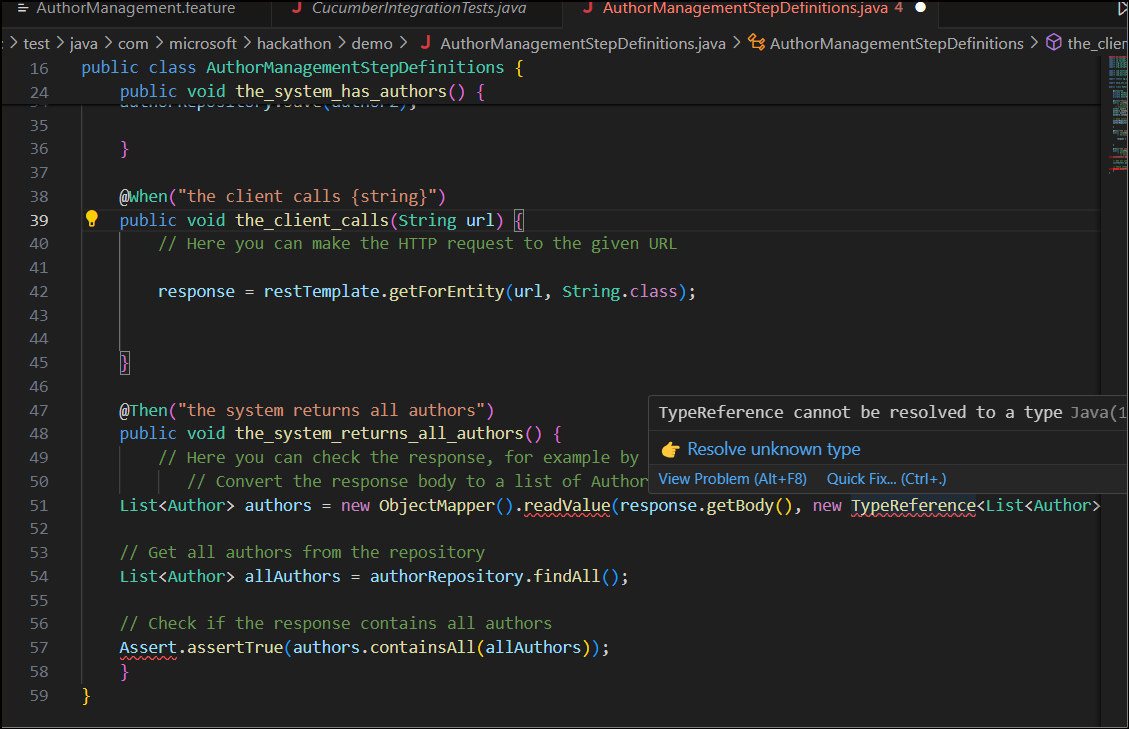 AuthorManagement.feature
J CucumberIntegrationTests.java
J AuthorManagementStepDefinitions.java 4
> test > java > com > microsoft > hackathon > demo > J AuthorManagementStepDefinitions.java > AuthorManagementStepDefinitions > the_clien
16 public class AuthorManagementStepDefinitions {
24 public void the_system_has_authors() {
authorRepository.save(author2);
35
36 }
37
38 @When("the client calls {string}")
39 public void the_client_calls(String url) {
40 // Here you can make the HTTP request to the given URL
41
42 response = restTemplate.getForEntity(url, String.class);
43
44
45 }
46
47 @Then("the system returns all authors")
48 public void the_system_returns_all_authors() {
49 // Here you can check the response, for example by
50 // Convert the response body to a list of Author
51 List<Author> authors = new ObjectMapper().readValue(response.getBody(), new TypeReference<List<Author>
52
53 // Get all authors from the repository
54 List<Author> allAuthors = authorRepository.findAll();
55
56 // Check if the response contains all authors
57 Assert.assertTrue(authors.containsAll(allAuthors));
58 }
59 }
TypeReference cannot be resolved to a type Java(1
👉 Resolve unknown type
View Problem (Alt+F8) Quick Fix... (Ctrl+.)